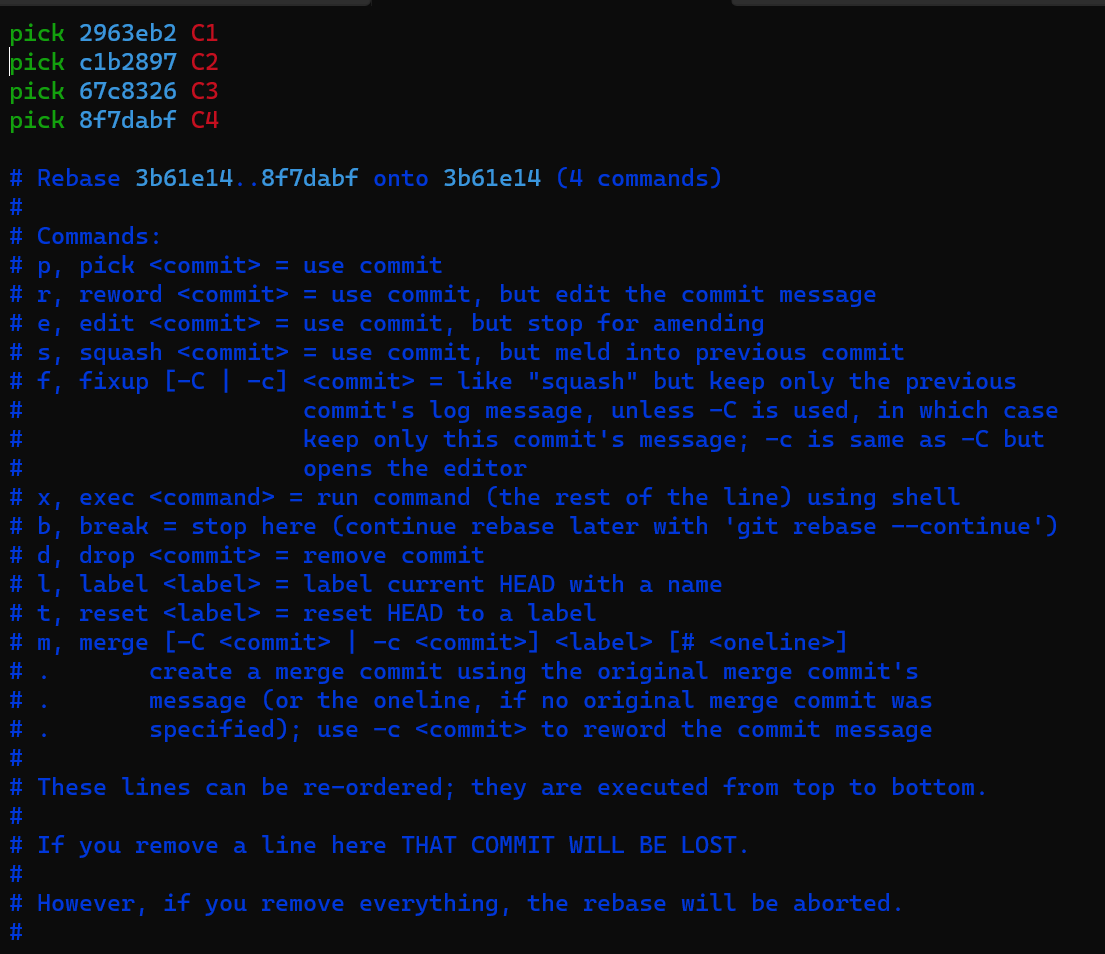 pick 2963eb2 C1
pick c1b2897 C2
pick 67c8326 C3
pick 8f7dabf C4
# Rebase 3b61e14..8f7dabf onto 3b61e14 (4 commands)
#
# Commands:
# p, pick <commit> = use commit
# r, reword <commit> = use commit, but edit the commit message
# e, edit <commit> = use commit, but stop for amending
# s, squash <commit> = use commit, but meld into previous commit
# f, fixup [-C | -c] <commit> = like "squash" but keep only the previous
#                    commit's log message, unless -C is used, in which case
#                    keep only this commit's message; -c is same as -C but
#                    opens the editor
# x, exec <command> = run command (the rest of the line) using shell
# b, break = stop here (continue rebase later with 'git rebase --continue')
# d, drop <commit> = remove commit
# l, label <label> = label current HEAD with a name
# t, reset <label> = reset HEAD to a label
# m, merge [-C <commit> | -c <commit>] <label> [# <oneline>]
# .       create a merge commit using the original merge commit's
# .       message (or the oneline, if no original merge commit was
# .       specified); use -c <commit> to reword the commit message
#
# These lines can be re-ordered; they are executed from top to bottom.
#
# If you remove a line here THAT COMMIT WILL BE LOST.
#
# However, if you remove everything, the rebase will be aborted.
#